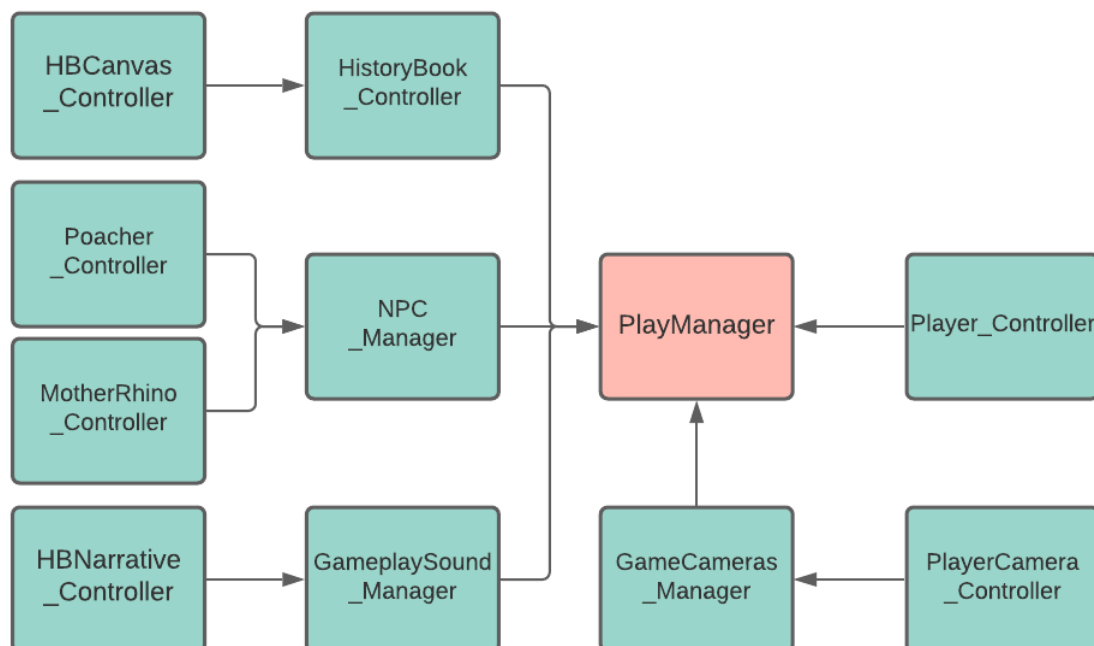 HBCanvas
_Controller
HistoryBook
_Controller
Poacher
_Controller
NPC
_Manager
PlayManager
Player_Controller
MotherRhino
_Controller
HBNarrative
_Controller
GameplaySound
_Manager
GameCameras
_Manager
PlayerCamera
_Controller